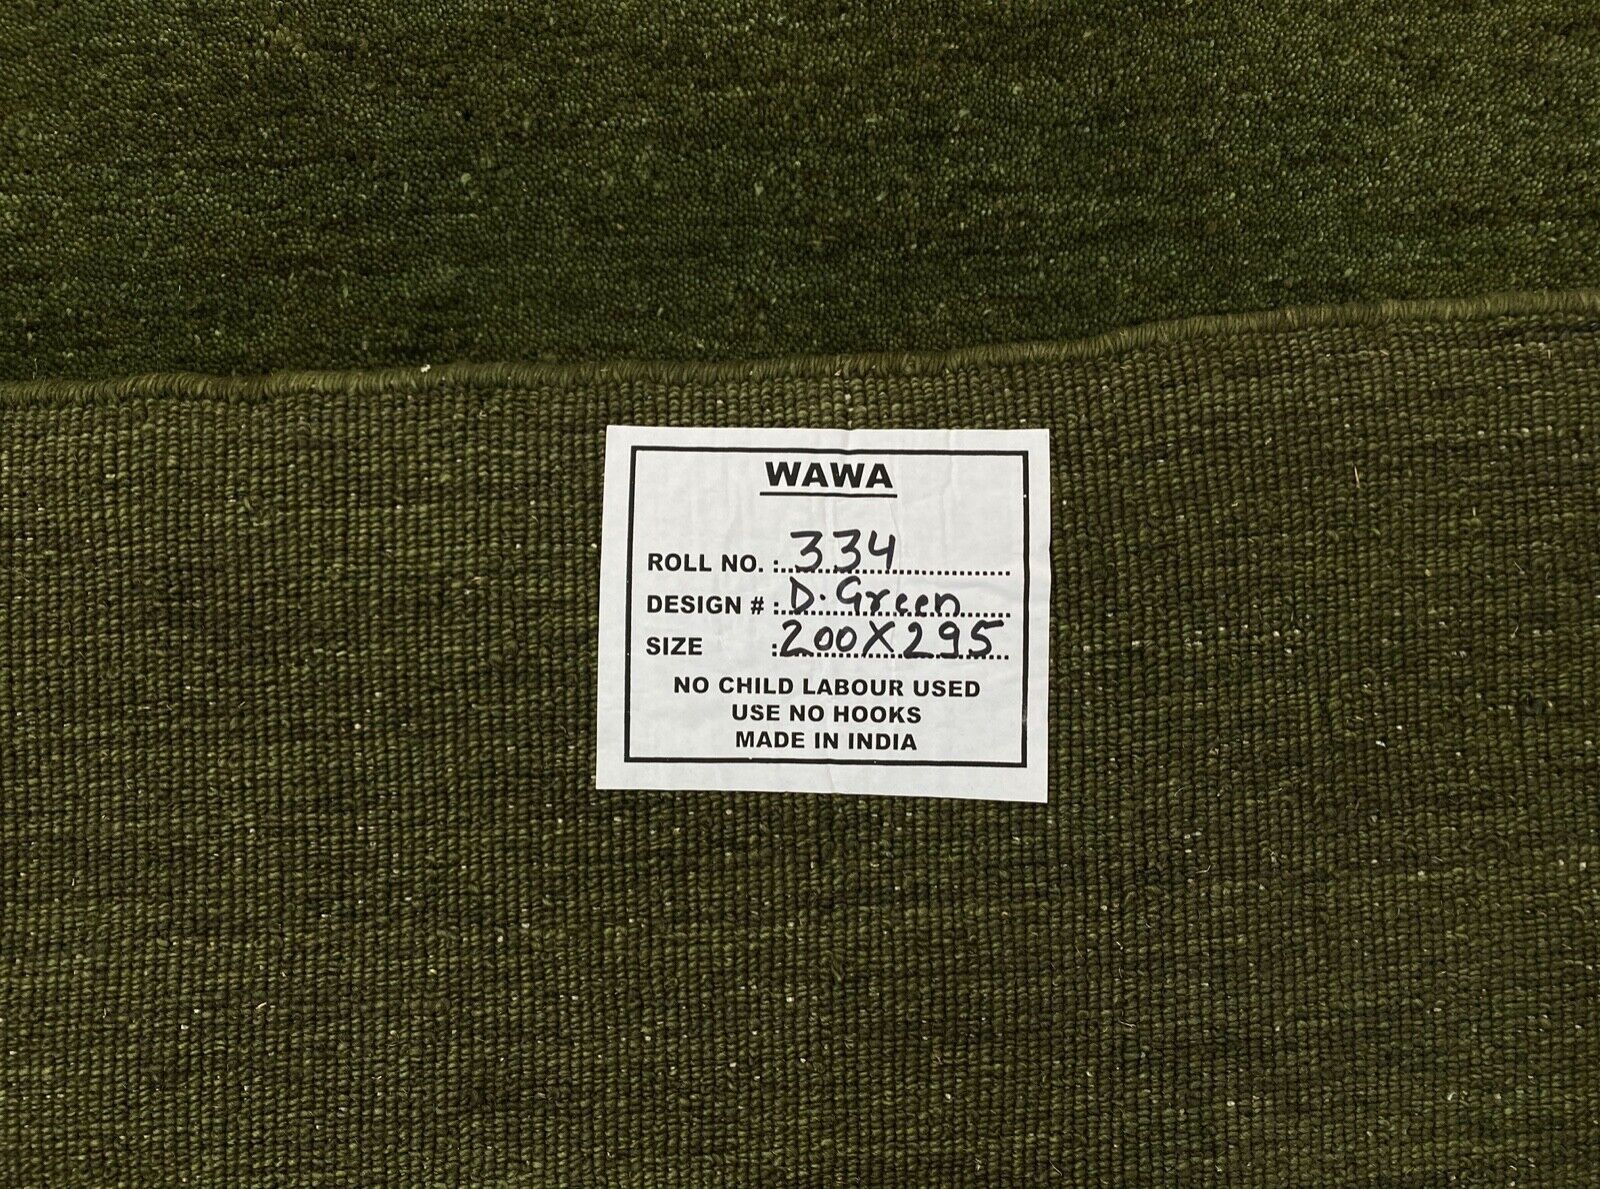 WAWA
ROLL NO. : 334
DESIGN # : D. Green
SIZE : 200X295
NO CHILD LABOUR USED
USE NO HOOKS
MADE IN INDIA